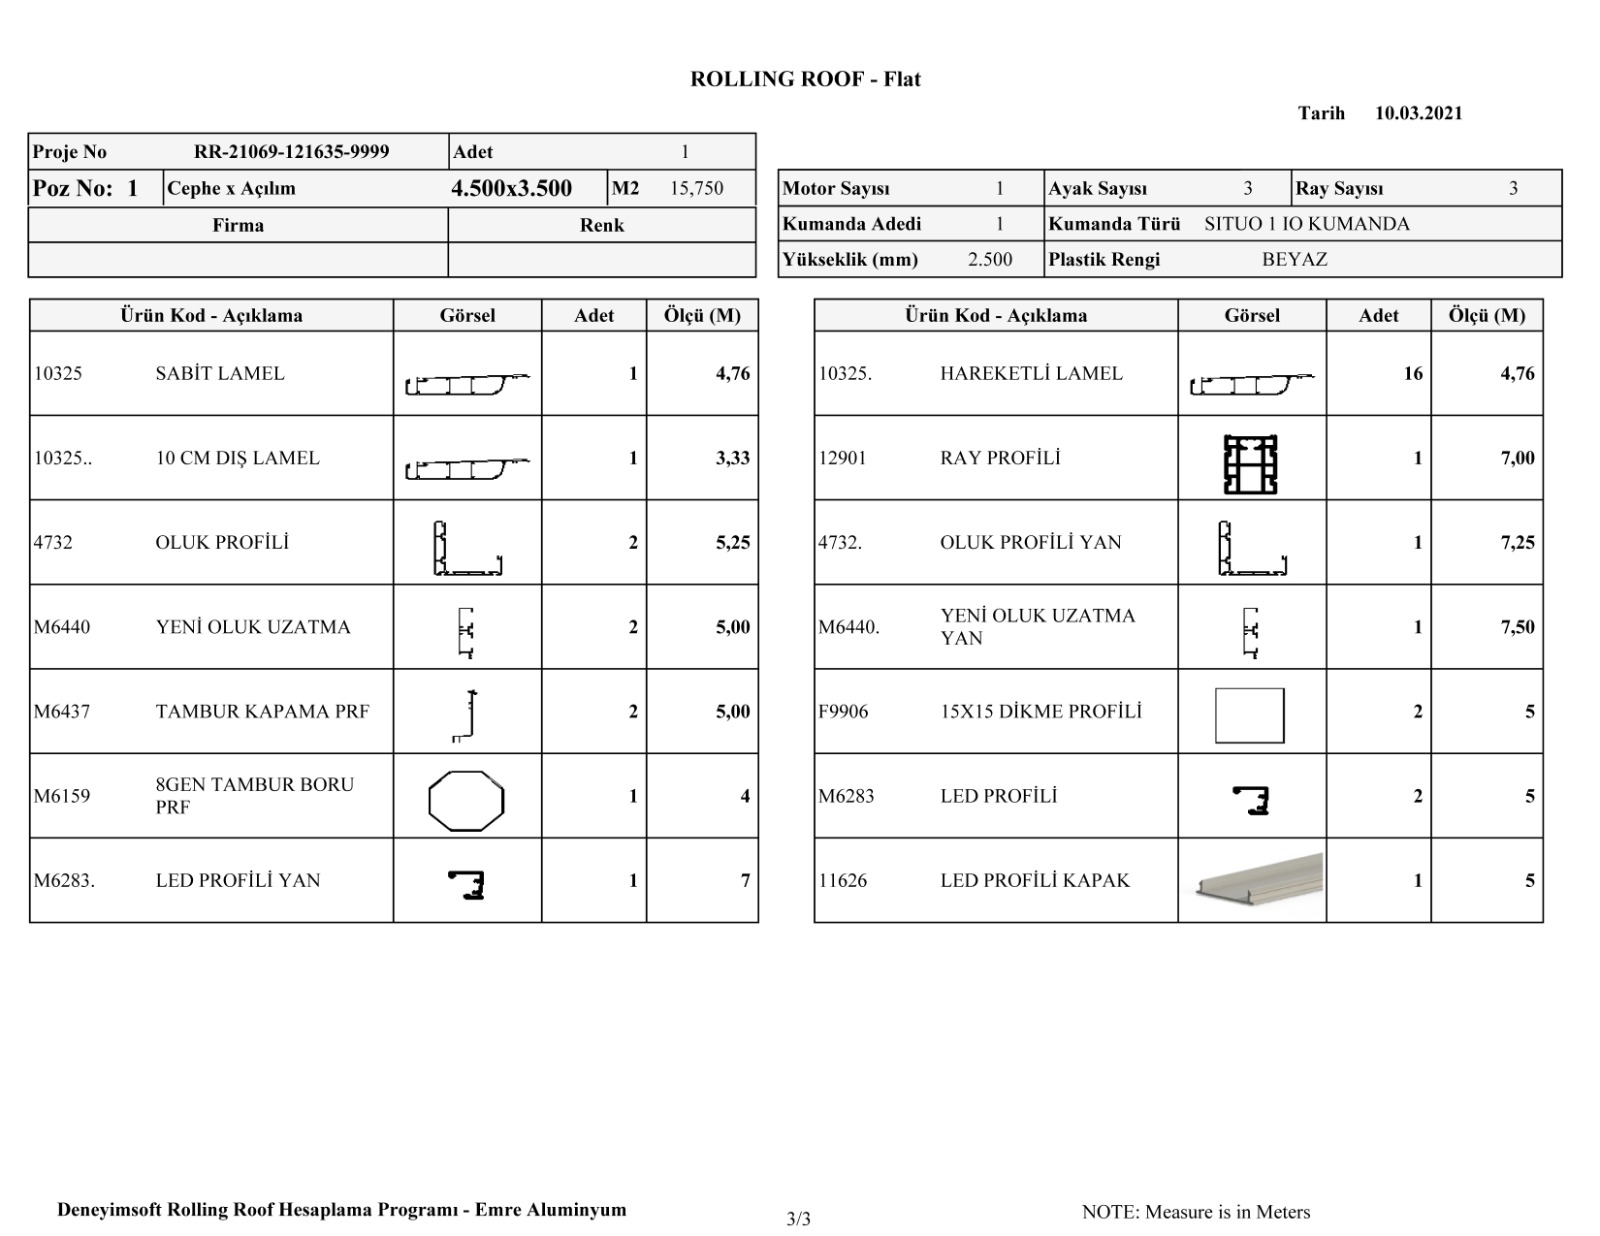 ROLLING ROOF - Flat
Tarih 10.03.2021
Proje No RR-21069-121635-9999 Adet 1
Poz No: 1 Cephe x Açılım 4.500x3.500 M2 15,750
Firma Renk
Motor Sayısı 1 Ayak Sayısı 3 Ray Sayısı 3
Kumanda Adedi 1 Kumanda Türü SITUO 1 IO KUMANDA
Yükseklik (mm) 2.500 Plastik Rengi BEYAZ
Ürün Kod - Açıklama Görsel Adet Ölçü (M)
10325 SABİT LAMEL 1 4,76
10325.. 10 CM DIŞ LAMEL 1 3,33
4732 OLUK PROFİLİ 2 5,25
M6440 YENİ OLUK UZATMA 2 5,00
M6437 TAMBUR KAPAMA PRF 2 5,00
M6159 8GEN TAMBUR BORU
PRF 1 4
M6283. LED PROFİLİ YAN 1 7
Ürün Kod - Açıklama Görsel Adet Ölçü (M)
10325. HAREKETLİ LAMEL 16 4,76
12901 RAY PROFİLİ 1 7,00
4732. OLUK PROFİLİ YAN 1 7,25
M6440. YENİ OLUK UZATMA
YAN 1 7,50
F9906 15X15 DİKME PROFİLİ 2 5
M6283 LED PROFİLİ 2 5
11626 LED PROFİLİ KAPAK 1 5
Deneyimsoft Rolling Roof Hesaplama Programı - Emre Aluminyum
3/3
NOTE: Measure is in Meters